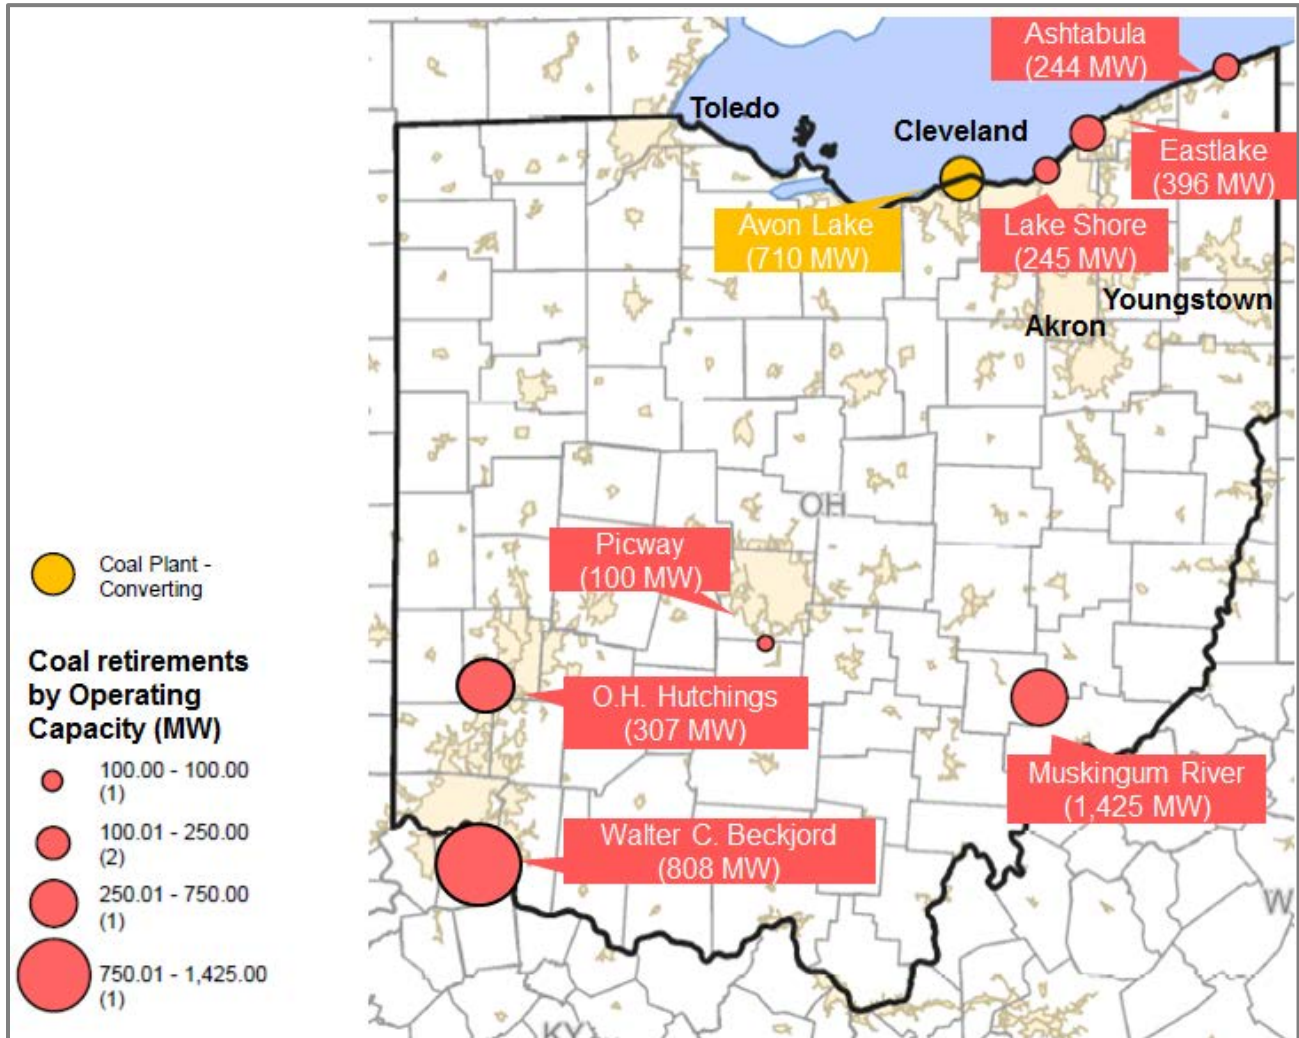 Ashtabula
(244 MW)
Toledo
Cleveland
Eastlake
(396 MW)
Avon Lake
(710 MW)
Lake Shore
(245 MW)
Youngstown
Akron
OH
Picway
(100 MW)
Coal Plant -
Converting
Coal retirements
by Operating
Capacity (MW)
100.00 - 100.00
(1)
100.01 - 250.00
(2)
250.01 - 750.00
(1)
750.01 - 1,425.00
(1)
O.H. Hutchings
(307 MW)
Muskingum River
(1,425 MW)
Walter C. Beckjord
(808 MW)
W
KY